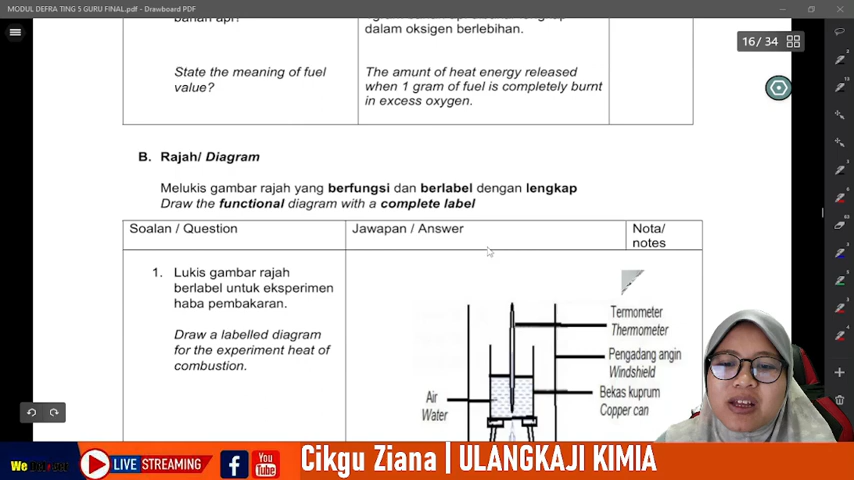 MODUL DEFRA TING 5 GURU FINAL.pdf - Drawboard PDF
16 / 34
bahan api?
dalam oksigen berlebihan.
State the meaning of fuel
value?
The amunt of heat energy released
when 1 gram of fuel is completely burnt
in excess oxygen.
B. Rajah/ Diagram
Melukis gambar rajah yang berfungsi dan berlabel dengan lengkap
Draw the functional diagram with a complete label
Soalan / Question
Jawapan / Answer
Nota/
notes
1. Lukis gambar rajah
berlabel untuk eksperimen
haba pembakaran.
Draw a labelled diagram
for the experiment heat of
combustion.
Termometer
Thermometer
Pengadang angin
Windshield
Bekas kuprum
Copper can
Air
Water
LIVE STREAMING
You
Tube
Cikgu Ziana | ULANGKAJI KIMIA